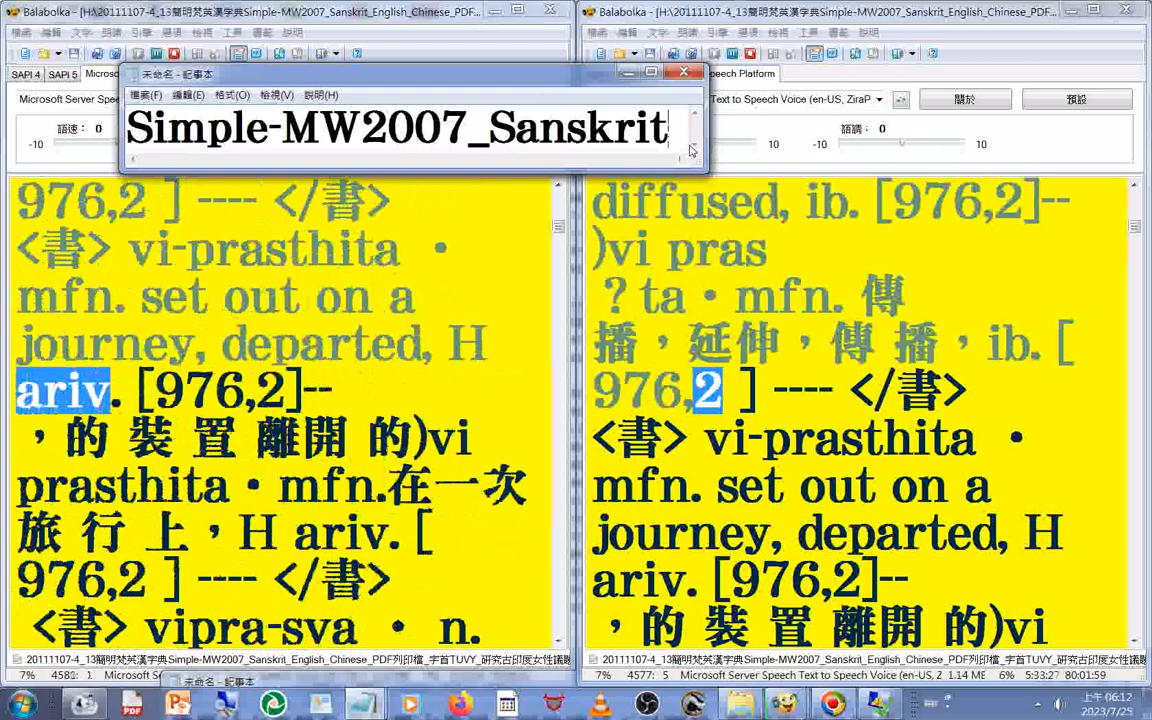 Balabolka - [H:\20111107-4_13簡明梵英漢字典Simple-MW2007_Sanskrit_English_Chinese_PDF...
Balabolka - [H:\20111107-4_13簡明梵英漢字典Simple-MW2007_Sanskrit_English_Chinese_PDF...
SAPI 4 SAPI 5 Micros
未命名 - 記事本
檔案(F) 編輯(E) 格式(O) 檢視(V) 說明(H)
Simple-MW2007_Sanskrit
Microsoft Server Spee
語速： 0
-10
peech Platform
Text to Speech Voice (en-US, ZiraP
關於
預設
10
-10
語調： 0
10
976,2 ] ---- </書>
<書> vi-prasthita •
mfn. set out on a
journey, departed, H
ariv. [976,2]--
，的 裝 置 離開 的)vi
prasthita•mfn.在一次
旅 行 上，H ariv. [
976,2 ] ---- </書>
<書> vipra-sva • n.
diffused, ib. [976,2]--
)vi pras
？ta•mfn. 傳
播，延伸，傳 播，ib. [
976,2 ] ---- </書>
<書> vi-prasthita •
mfn. set out on a
journey, departed, H
ariv. [976,2]--
，的 裝 置 離開 的)vi
20111107-4_13簡明梵英漢字典Simple-MW2007_Sanskrit_English_Chinese_PDF列印檔_字首TUVY_研究古印度女性議題
20111107-4_13簡明梵英漢字典Simple-MW2007_Sanskrit_English_Chinese_PDF列印檔_字首TUVY_研究古印度女性議題
7% 4581: 1 Microsoft S
未命名 - 記事本
7% 4577: 5 Microsoft Server Speech Text to Speech Voice (en-US, Z 1.14 ME 6% 5:33:27 80:01:59
上午 06:12
2023/7/25